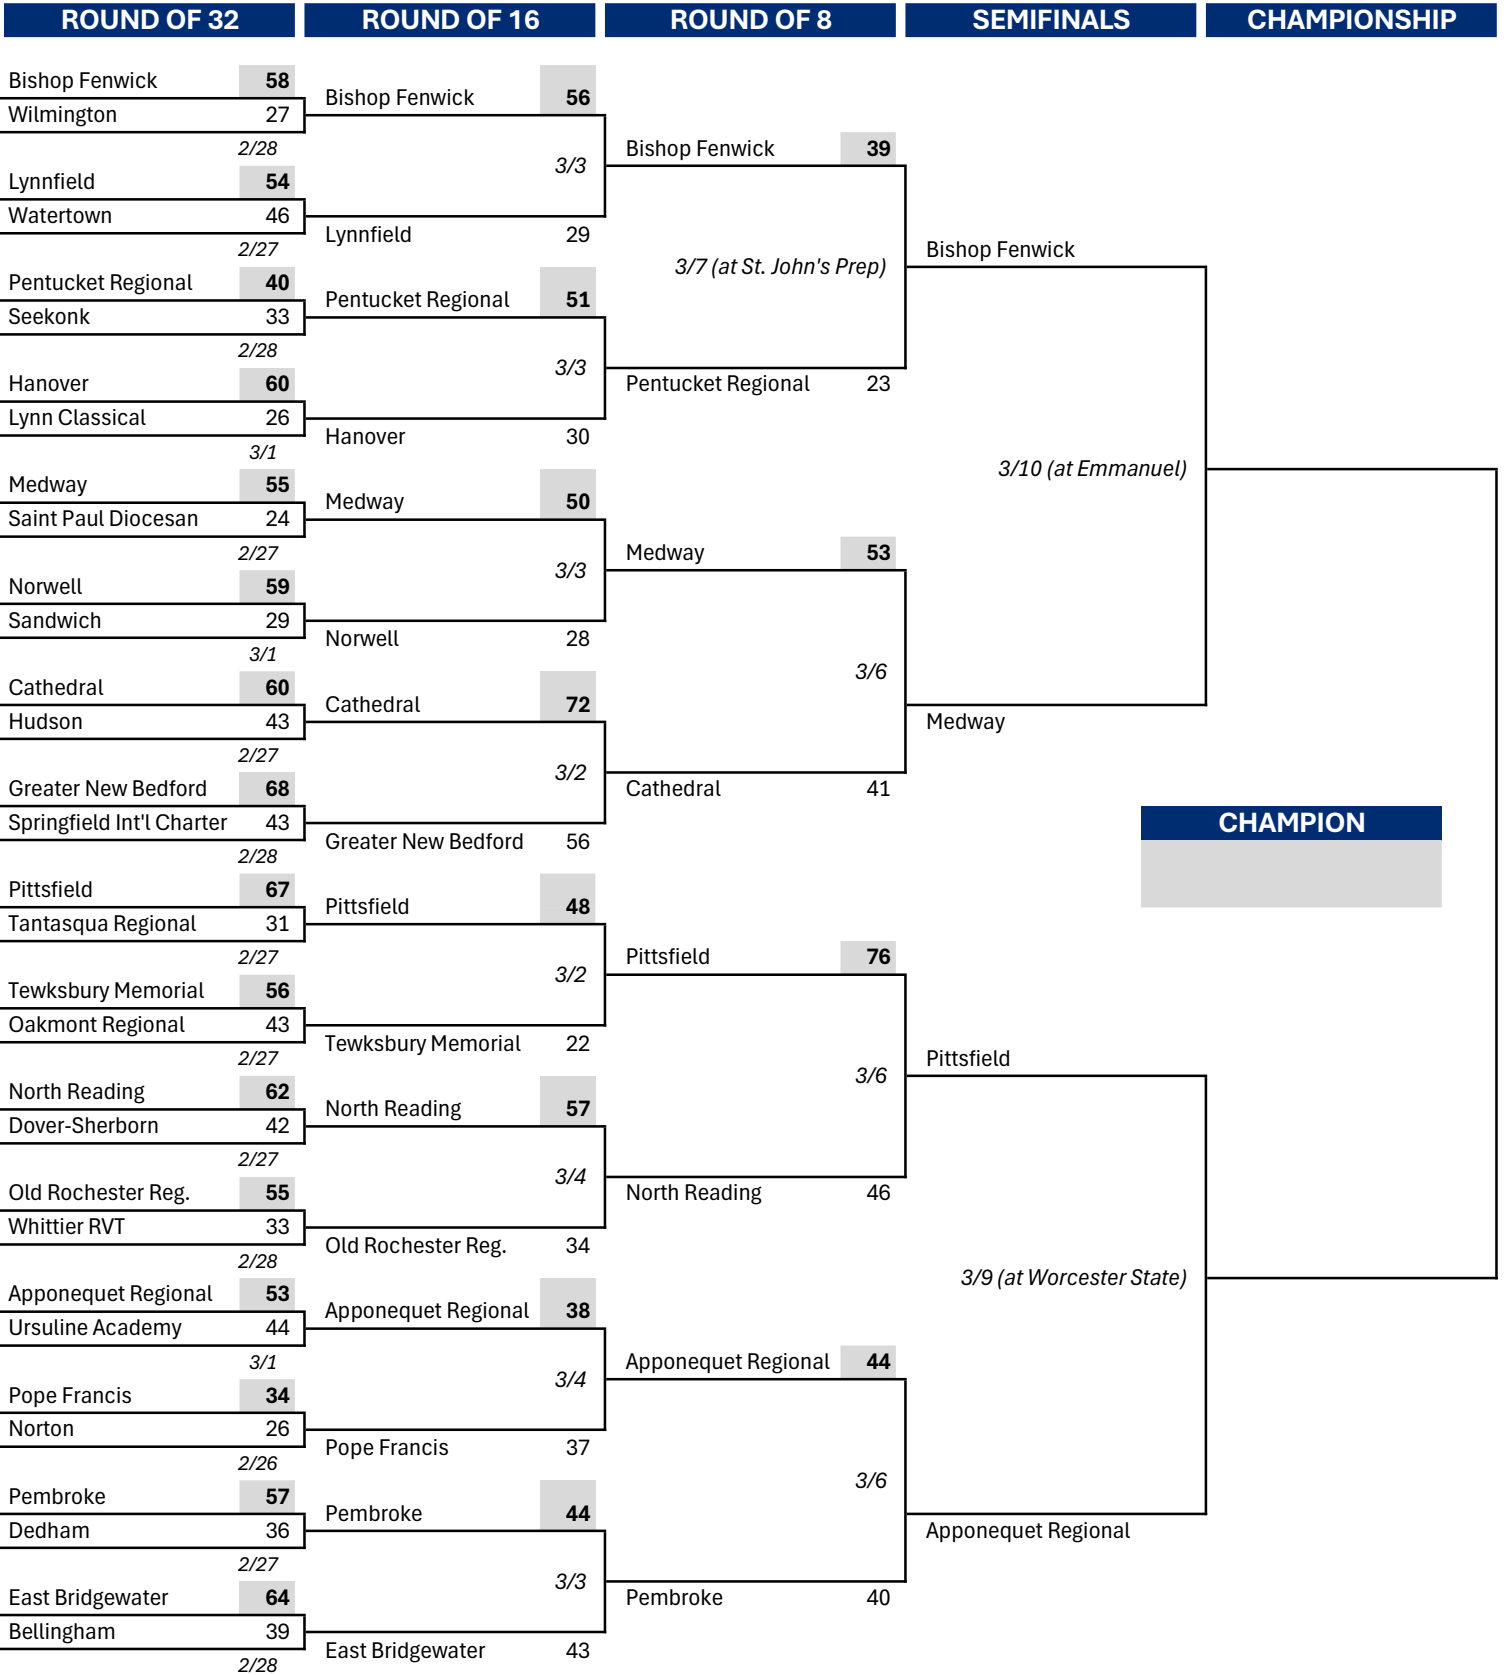 ROUND OF 32
ROUND OF 16
ROUND OF 8
SEMIFINALS
CHAMPIONSHIP
Bishop Fenwick 58
Wilmington 27
2/28
Lynnfield 54
Watertown 46
2/27
Pentucket Regional 40
Seekonk 33
2/28
Hanover 60
Lynn Classical 26
3/1
Medway 55
Saint Paul Diocesan 24
2/27
Norwell 59
Sandwich 29
3/1
Cathedral 60
Hudson 43
2/27
Greater New Bedford 68
Springfield Int'l Charter 43
2/28
Pittsfield 67
Tantasqua Regional 31
2/27
Tewksbury Memorial 56
Oakmont Regional 43
2/27
North Reading 62
Dover-Sherborn 42
2/27
Old Rochester Reg. 55
Whittier RVT 33
2/28
Apponequet Regional 53
Ursuline Academy 44
3/1
Pope Francis 34
Norton 26
2/26
Pembroke 57
Dedham 36
2/27
East Bridgewater 64
Bellingham 39
2/28
Bishop Fenwick 56
3/3
Lynnfield 29
Pentucket Regional 51
3/3
Hanover 30
Medway 50
3/3
Norwell 28
Cathedral 72
3/2
Greater New Bedford 56
Pittsfield 48
3/2
Tewksbury Memorial 22
North Reading 57
3/4
Old Rochester Reg. 34
Apponequet Regional 38
3/4
Pope Francis 37
Pembroke 44
3/3
East Bridgewater 43
Bishop Fenwick 39
3/7 (at St. John's Prep)
Pentucket Regional 23
Medway 53
3/6
Cathedral 41
Pittsfield 76
3/6
North Reading 46
Apponequet Regional 44
3/6
Pembroke 40
Bishop Fenwick
3/10 (at Emmanuel)
Medway
Pittsfield
3/9 (at Worcester State)
Apponequet Regional
CHAMPION